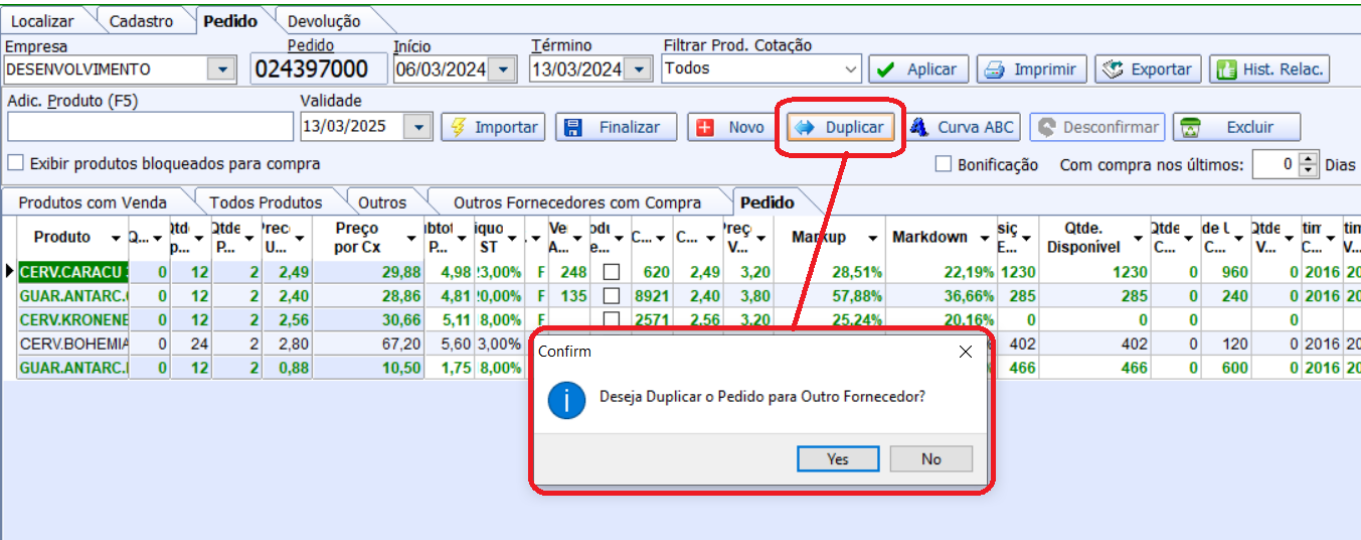 Localizar Cadastro Pedido Devolução
Empresa Pedido Início Término Filtrar Prod. Cotação
DESENVOLVIMENTO 024397000 06/03/2024 13/03/2024 Todos Aplicar Imprimir Exportar Hist. Relac.
Adic. Produto (F5) Validade
13/03/2025 Importar Finalizar Novo Duplicar Curva ABC Desconfirmar Excluir
Exibir produtos bloqueados para compra Bonificação Com compra nos últimos: 0 Dias
Produtos com Venda Todos Produtos Outros Outros Fornecedores com Compra Pedido
Produto Q... Qtde P... U... Preço por Cx P... ST Ve A... C... C... V... Markup Markdown E... Qtde. Disponível Qtde C... C... Qtde V... C... V...
CERV.CARACU 0 12 2 2,49 29,88 4,98 F 248 620 2,49 3,20 28,51% 22,19% 1230 1230 0 960 0 2016
GUAR.ANTARC. 0 12 2 2,40 28,86 4,81 F 135 8921 2,40 3,80 57,88% 36,66% 285 285 0 240 0 2016
CERV.KRONENE 0 12 2 2,56 30,66 5,11 8,00% F 2571 2,56 3,20 25,24% 20,16% 0 0 0 0
CERV.BOHEMIA 0 24 2 2,80 67,20 5,60 3,00% 402 402 0 120 0 2016
GUAR.ANTARC. 0 12 2 0,88 10,50 1,75 8,00% 466 466 0 600 0 2016
Confirm
Deseja Duplicar o Pedido para Outro Fornecedor?
Yes No